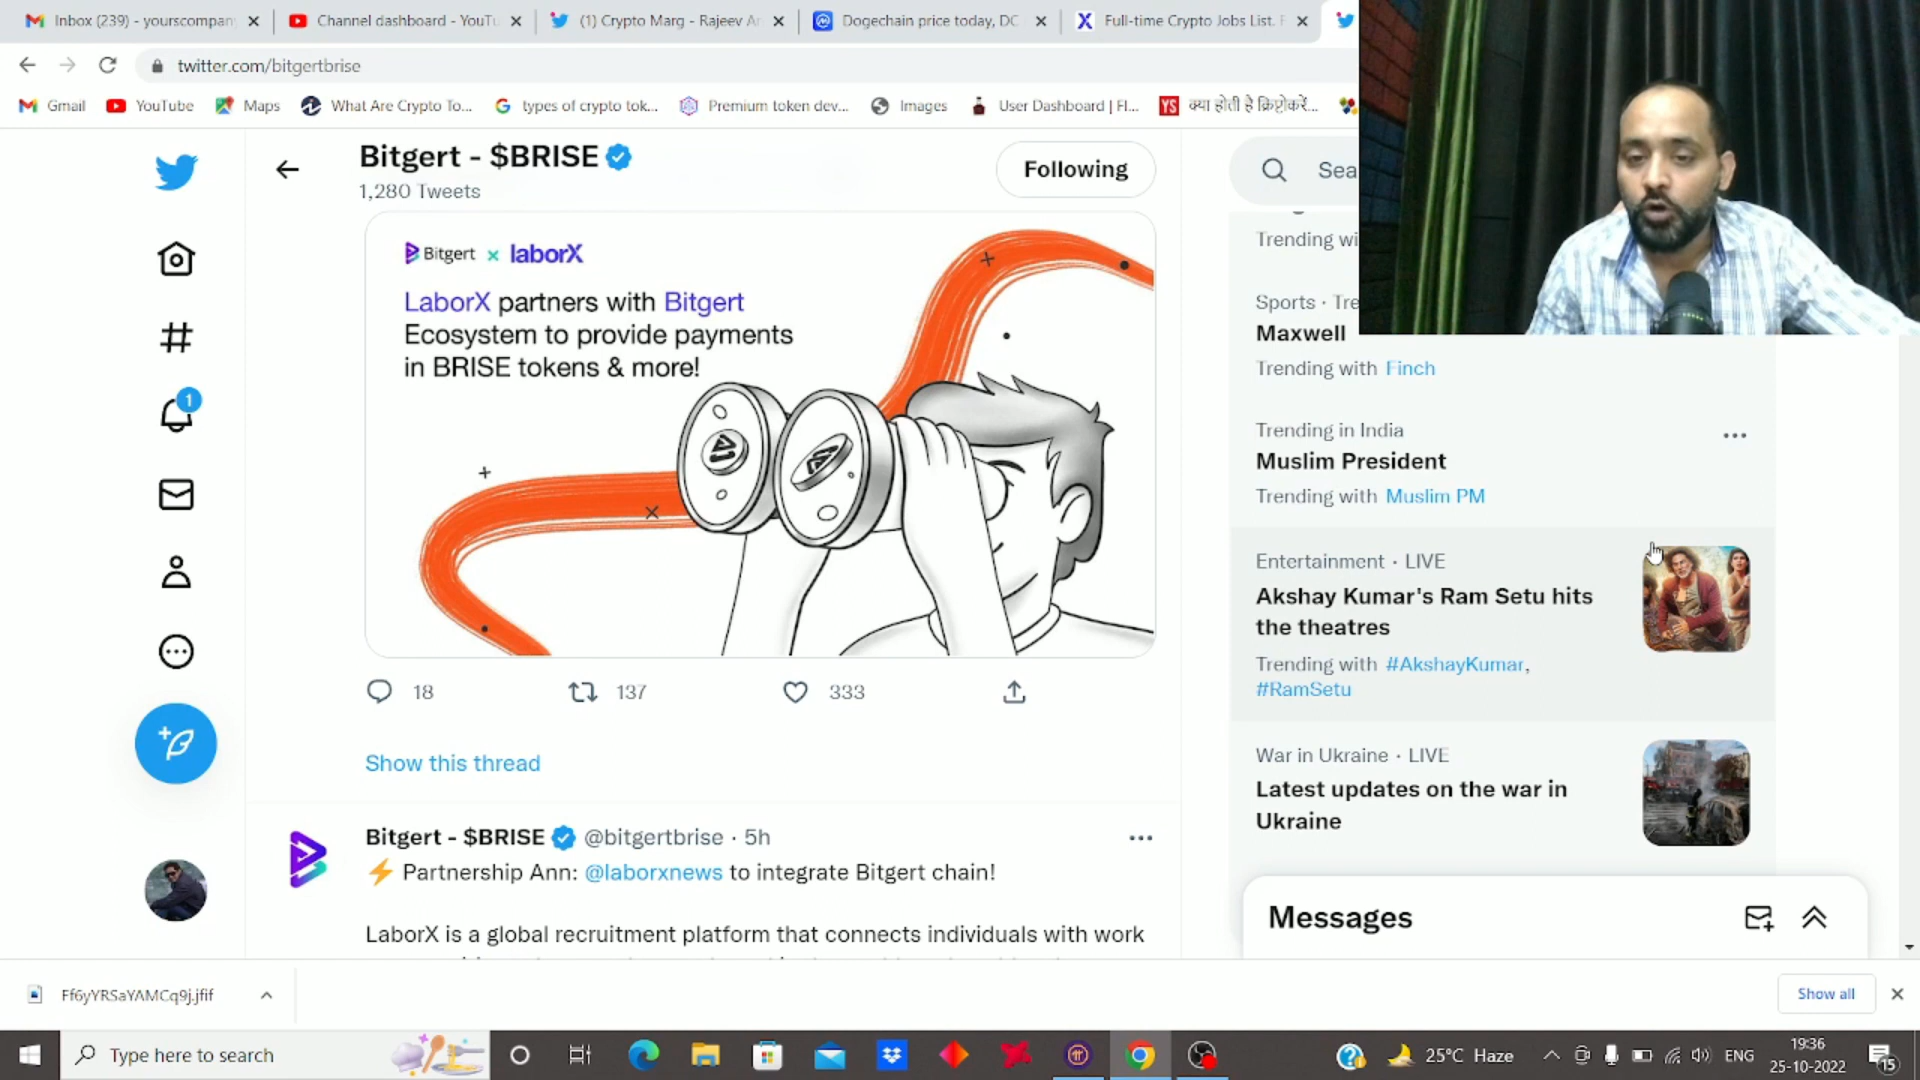 Inbox (239) - yourscompan
Channel dashboard - YouTu
(1) Crypto Marg - Rajeev Ar
Dogechain price today, DC
Full-time Crypto Jobs List. F
twitter.com/bitgertbrise
Gmail
YouTube
Maps
What Are Crypto To...
types of crypto tok...
Premium token dev...
Images
User Dashboard | Fl...
YS
क्या होती है क्रिप्टोकरें...
Bitgert - $BRISE
1,280 Tweets
Following
Sea
Bitgert x laborX
LaborX partners with Bitgert
Ecosystem to provide payments
in BRISE tokens & more!
18
137
333
Show this thread
Bitgert - $BRISE @bitgertbrise · 5h
⚡ Partnership Ann: @laborxnews to integrate Bitgert chain!
LaborX is a global recruitment platform that connects individuals with work
1
Trending wi
Sports · Tre
Maxwell
Trending with Finch
Trending in India
Muslim President
Trending with Muslim PM
Entertainment · LIVE
Akshay Kumar's Ram Setu hits
the theatres
Trending with #AkshayKumar,
#RamSetu
War in Ukraine · LIVE
Latest updates on the war in
Ukraine
Messages
Ff6yYRSaYAMCq9j.jfif
Show all
Type here to search
25°C Haze
ENG
19:36
25-10-2022
15